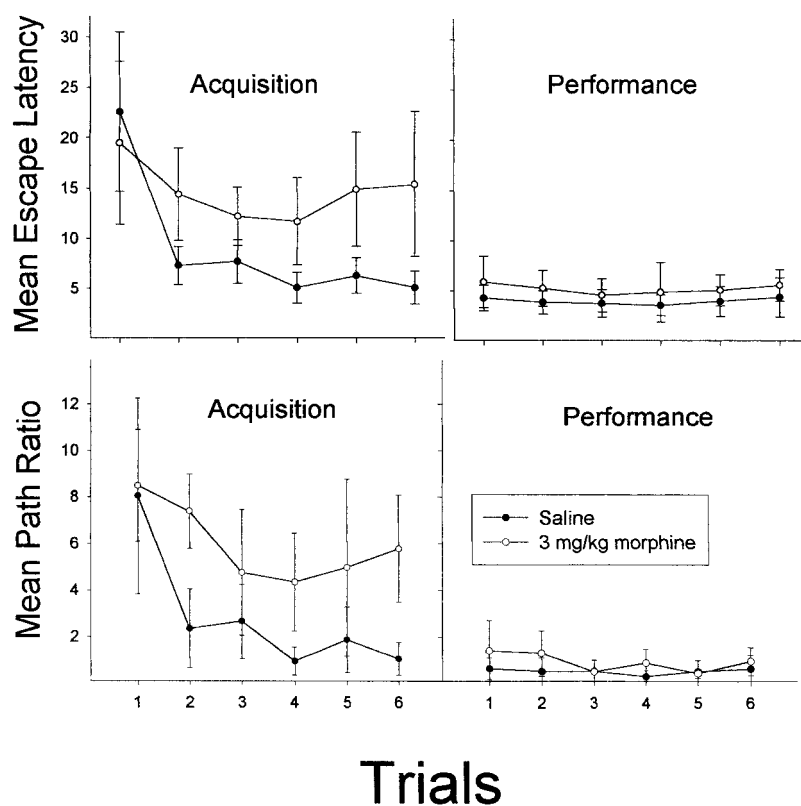 Mean Escape Latency
30
25
20
15
10
5
Acquisition
Performance
Mean Path Ratio
12
10
8
6
4
2
Acquisition
Performance
Saline
3 mg/kg morphine
1 2 3 4 5 6
1 2 3 4 5 6
Trials